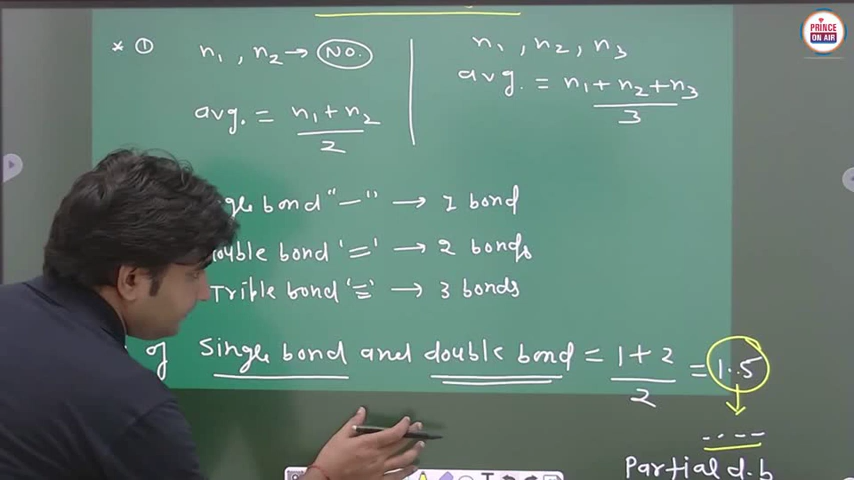 PRINCE
ON AIR
* ① n₁, n₂ → NO.
avg. = n₁ + n₂ / 2
n₁, n₂, n₃
avg. = n₁ + n₂ + n₃ / 3
bond "—" → 1 bond
Double bond '=' → 2 bonds
Triple bond '≡' → 3 bonds
of single bond and double bond = 1 + 2 / 2 = 1.5
Partial d.b